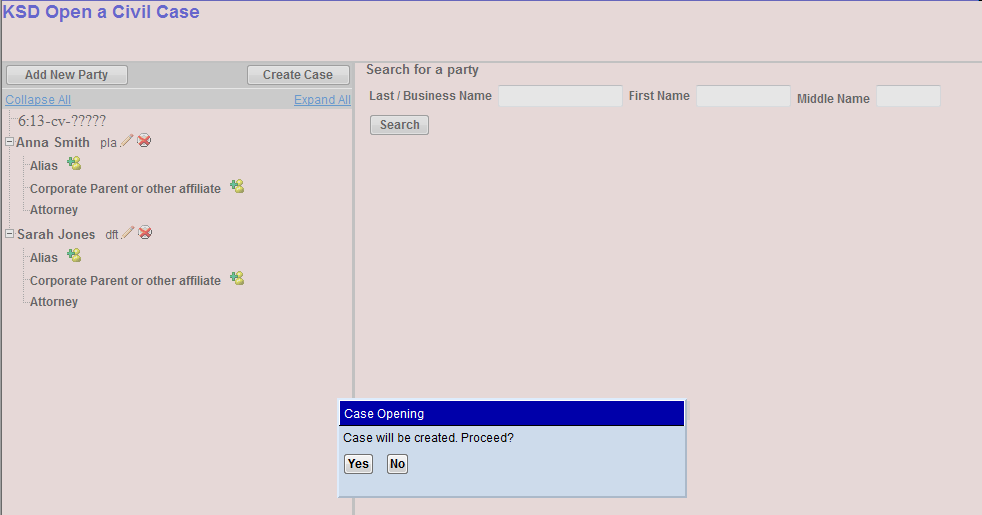 KSD Open a Civil Case
Add New Party Create Case
Collapse All Expand All
6:13-cv-?????
Anna Smith pla
Alias
Corporate Parent or other affiliate
Attorney
Sarah Jones dft
Alias
Corporate Parent or other affiliate
Attorney
Search for a party
Last / Business Name First Name Middle Name
Search
Case Opening
Case will be created. Proceed?
Yes No